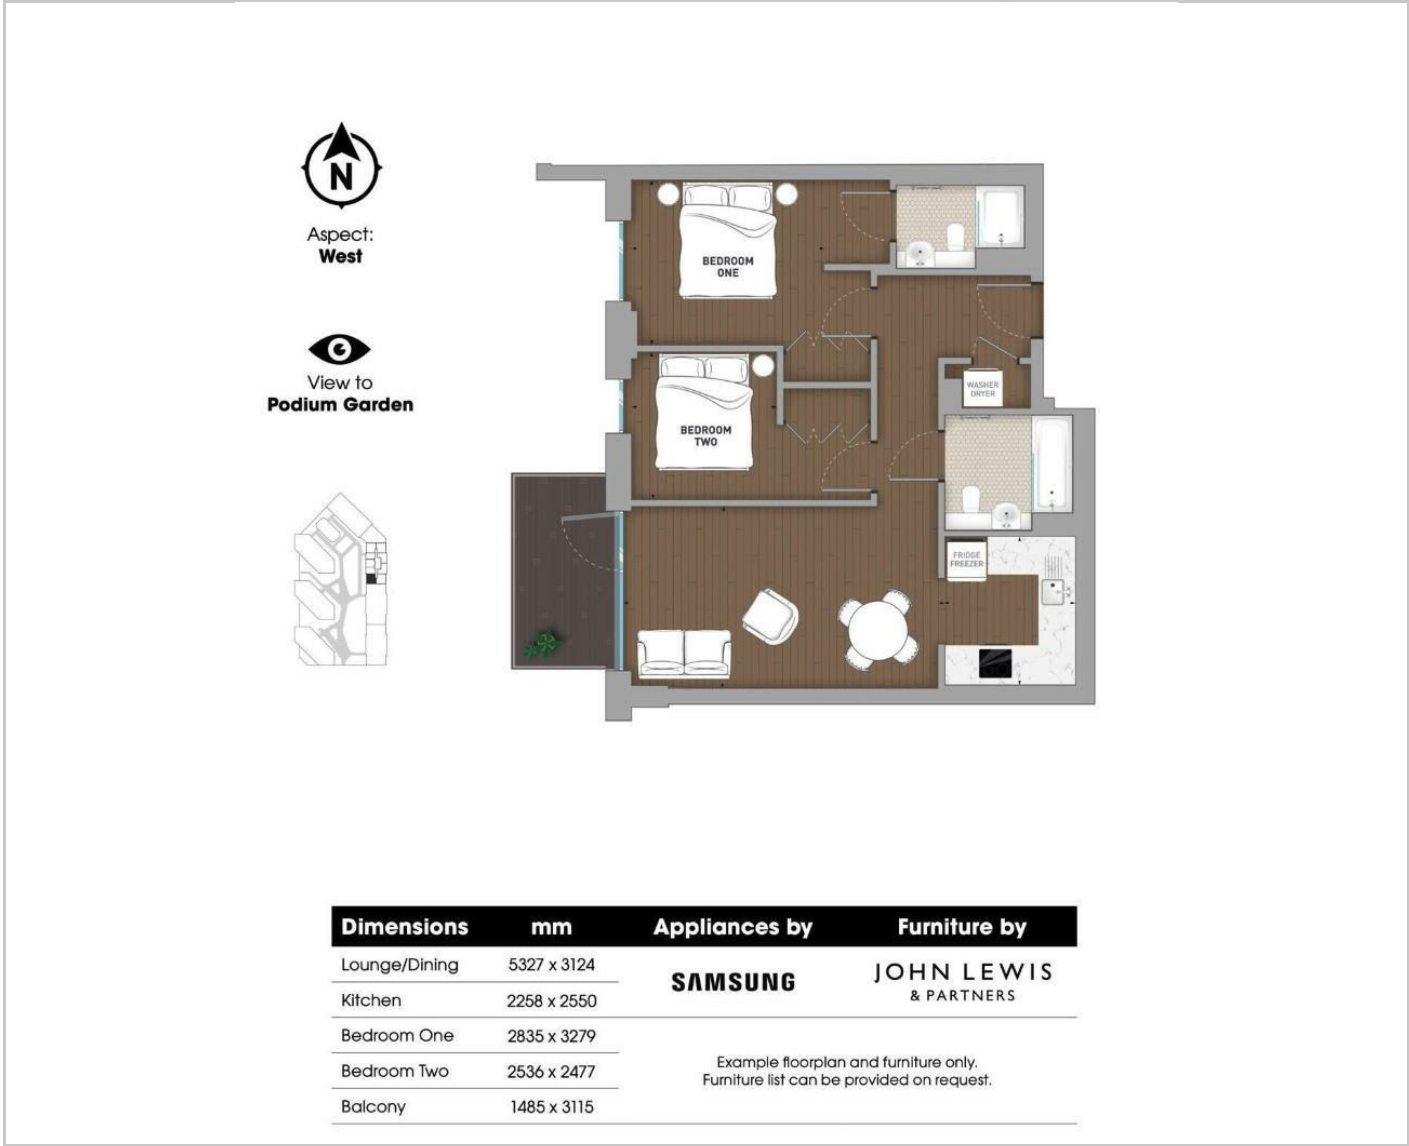 N
Aspect:
West
View to
Podium Garden
BEDROOM
ONE
BEDROOM
TWO
WASHER
DRYER
FRIDGE
FREEZER
Dimensions mm Appliances by Furniture by
Lounge/Dining 5327 x 3124
SAMSUNG
JOHN LEWIS
& PARTNERS
Kitchen 2258 x 2550
Bedroom One 2835 x 3279
Bedroom Two 2536 x 2477
Balcony 1485 x 3115
Example floorplan and furniture only.
Furniture list can be provided on request.